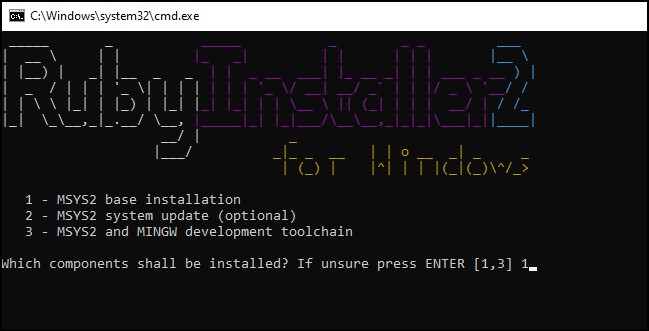 C:\Windows\system32\cmd.exe
RubyInstaller2
for Windows
1 - MSYS2 base installation
2 - MSYS2 system update (optional)
3 - MSYS2 and MINGW development toolchain
Which components shall be installed? If unsure press ENTER [1,3] 1